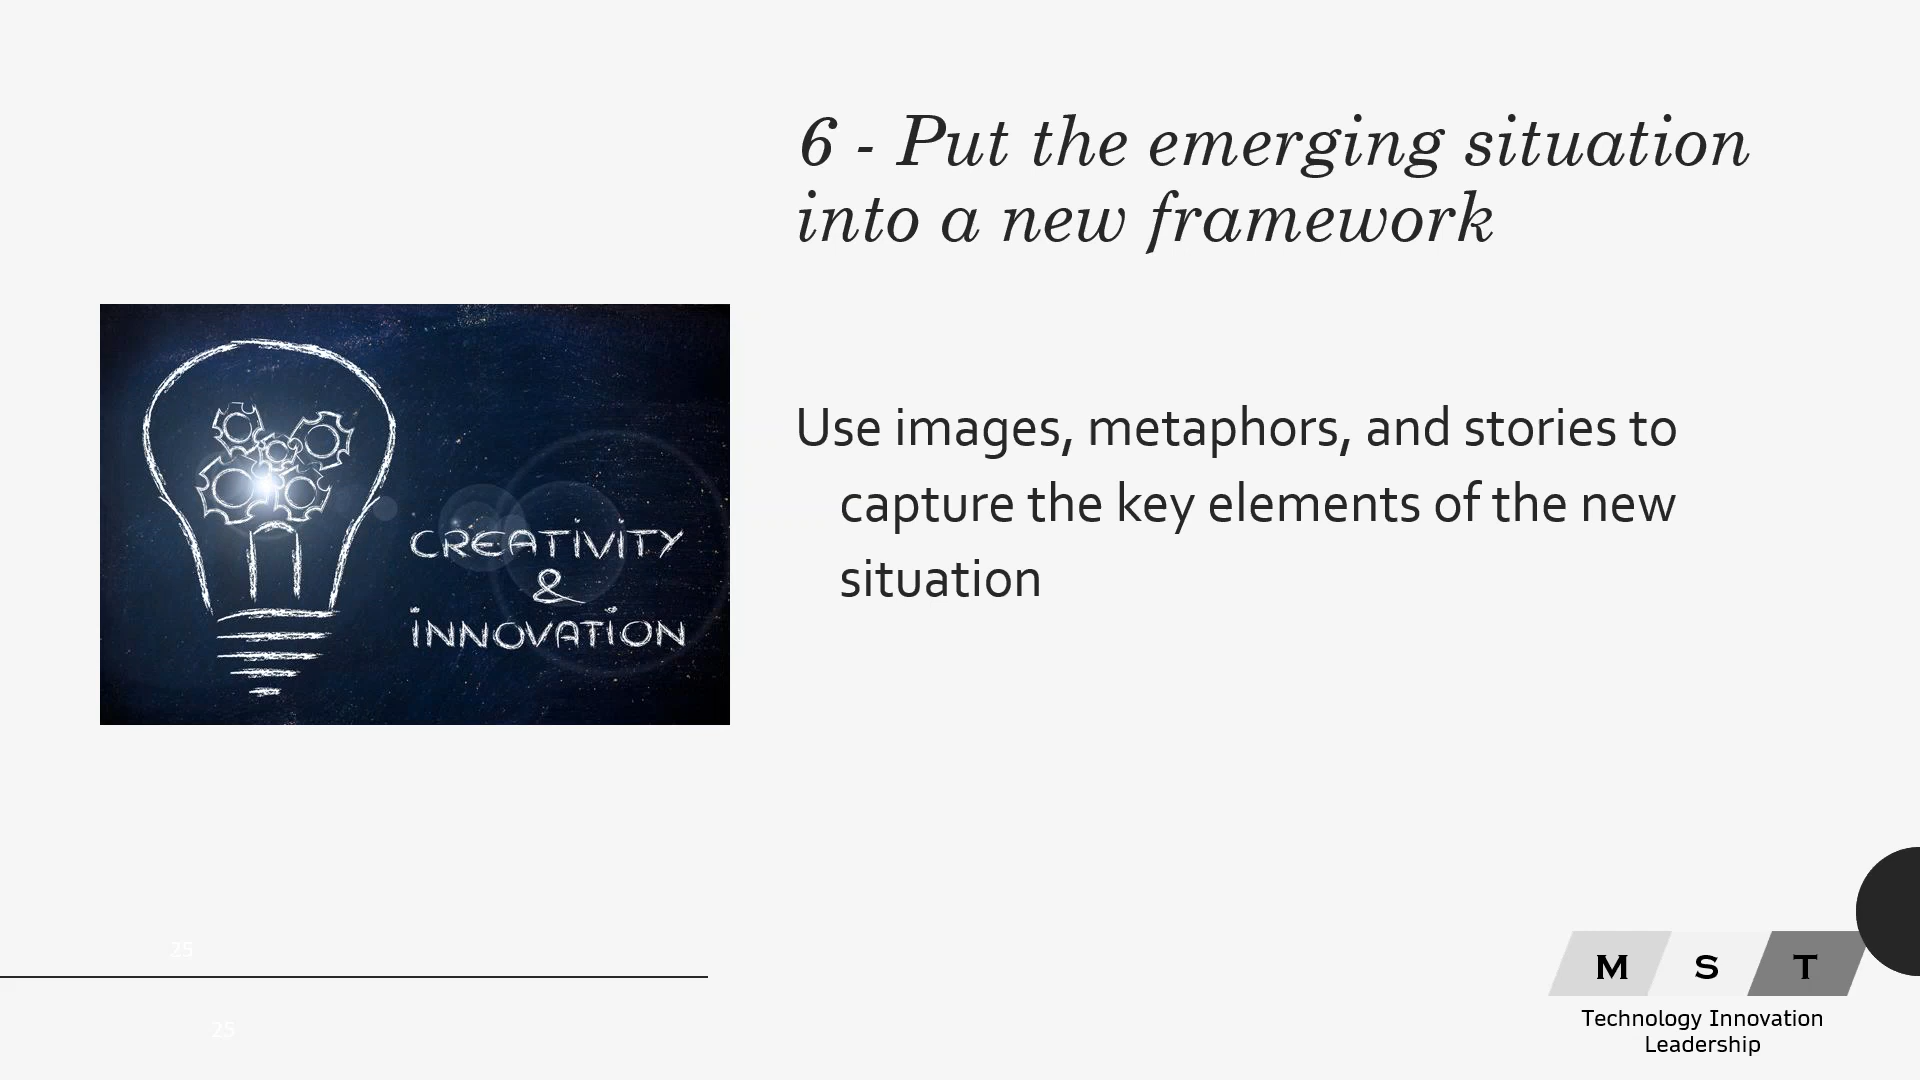 6 - Put the emerging situation
into a new framework
CREATIVITY
&
INNOVATION
Use images, metaphors, and stories to
capture the key elements of the new
situation
25
25
M S T
Technology Innovation
Leadership